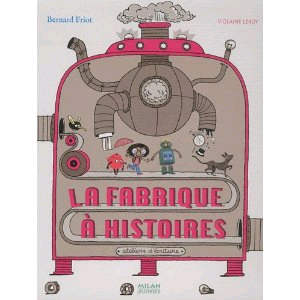 Bernard Friot
VIOLAINE LEROY
LA FABRIQUE
À HISTOIRES
ateliers d'écriture
MILAN
jeunesse